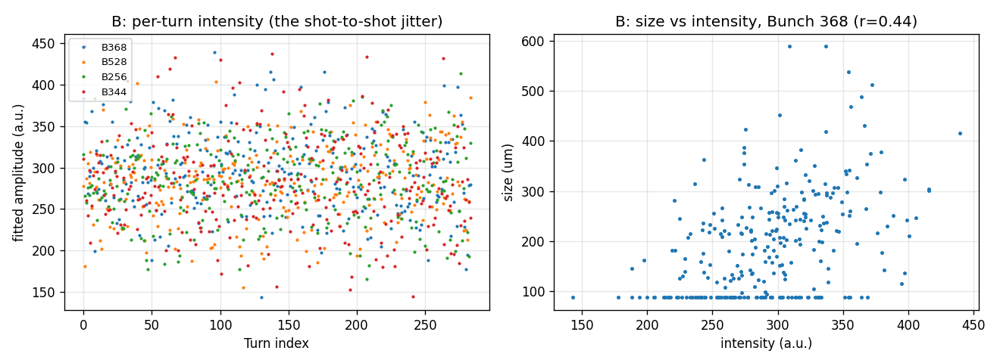 B: per-turn intensity (the shot-to-shot jitter)
450
400
350
300
250
200
150
fitted amplitude (a.u.)
B368
B528
B256
B344
0
50
100
150
200
250
Turn index
B: size vs intensity, Bunch 368 (r=0.44)
600
500
400
300
200
100
size (um)
150
200
250
300
350
400
450
intensity (a.u.)